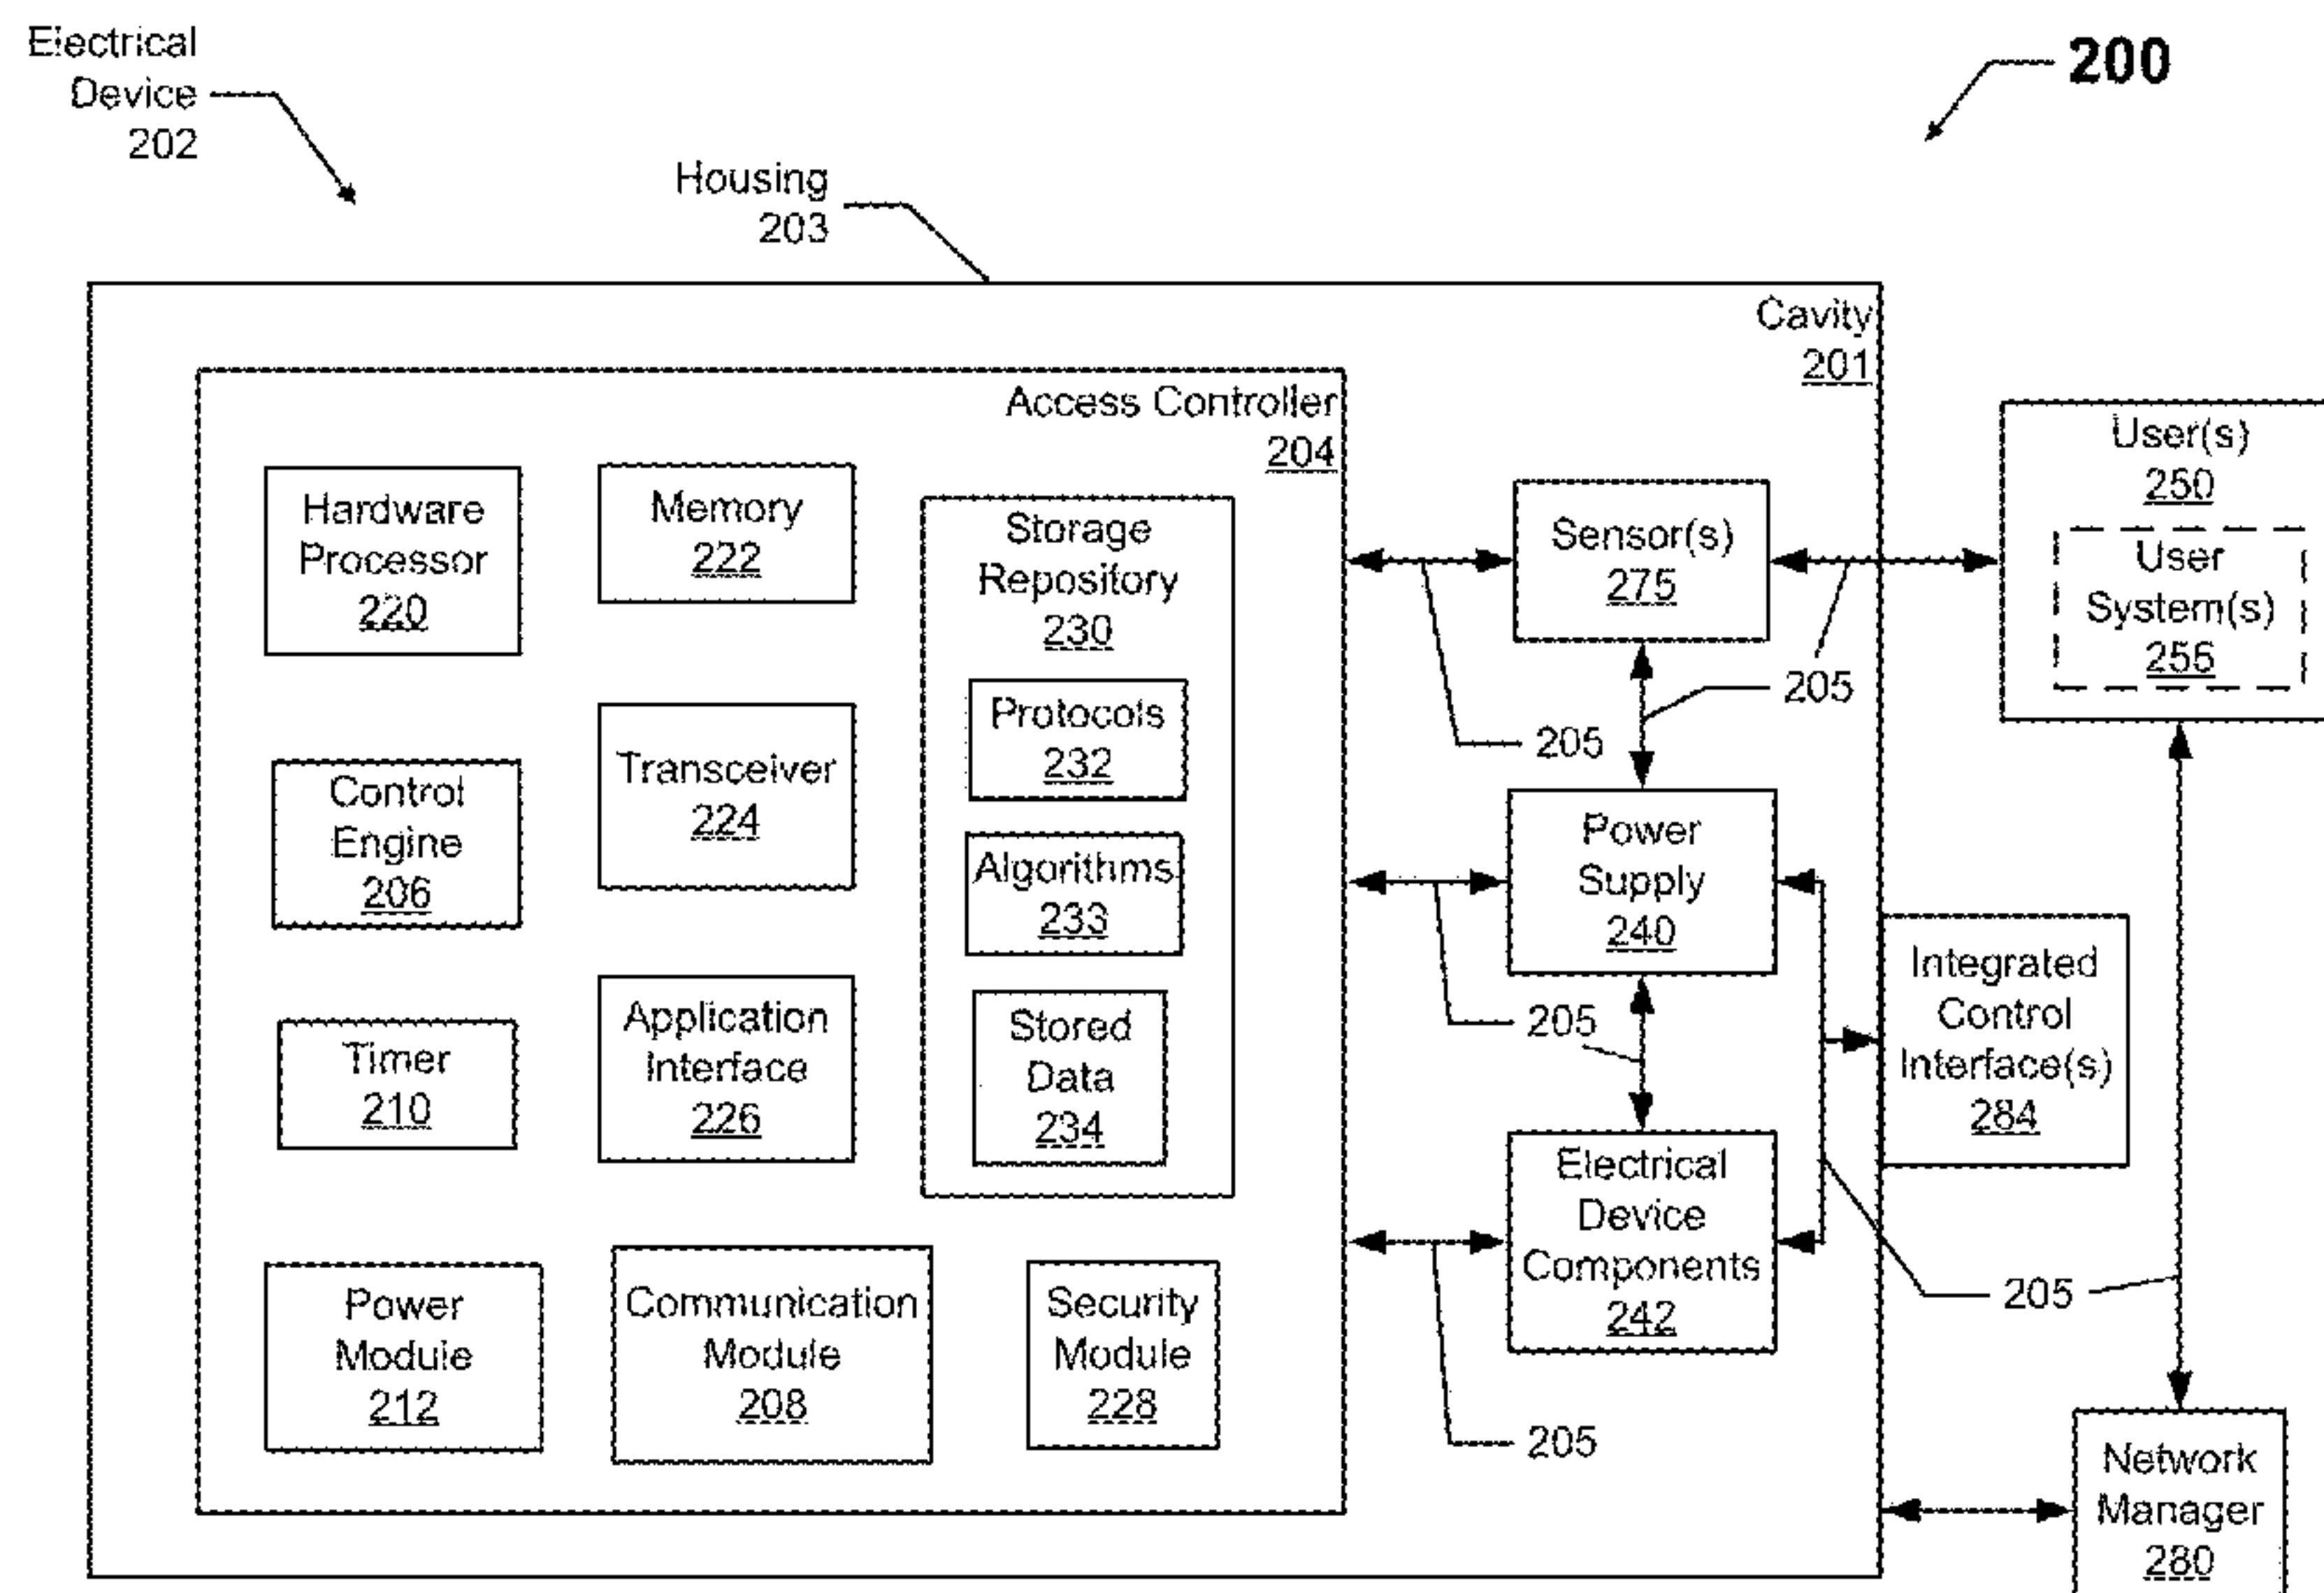 Electrical
Device
202
200
Housing
203
Cavity
201
Access Controller
204
Hardware
Processor
220
Memory
222
Storage
Repository
230
Protocols
232
Algorithms
233
Stored
Data
234
Control
Engine
206
Transceiver
224
Timer
210
Application
Interface
226
Power
Module
212
Communication
Module
208
Security
Module
228
Sensor(s)
275
205
205
Power
Supply
240
205
Electrical
Device
Components
242
205
User(s)
250
User
System(s)
255
Integrated
Control
Interface(s)
284
205
Network
Manager
280